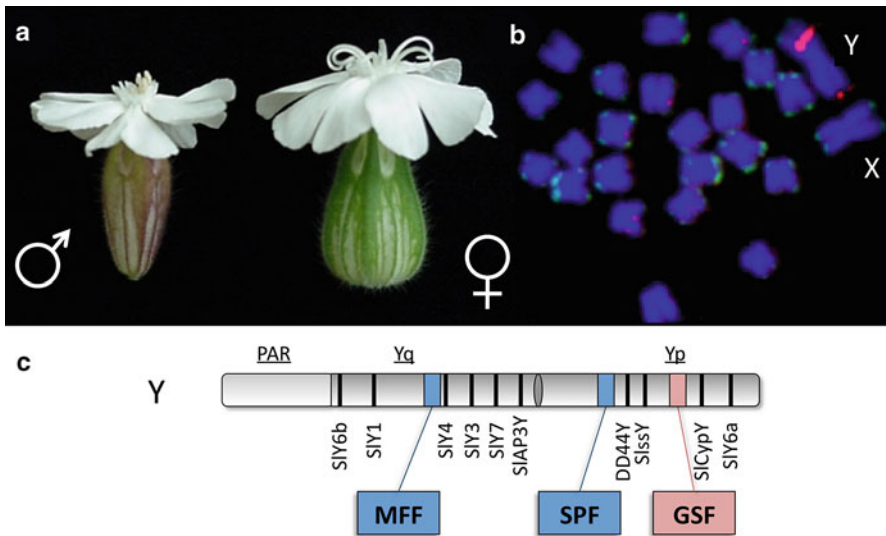 a
b
♂
♀
Y
X
c
PAR
Yq
Yp
Y
SlY6b
SlY1
SlY4
SlY3
SlY7
SlAP3Y
DD44Y
SlssY
SlCypY
SlY6a
MFF
SPF
GSF